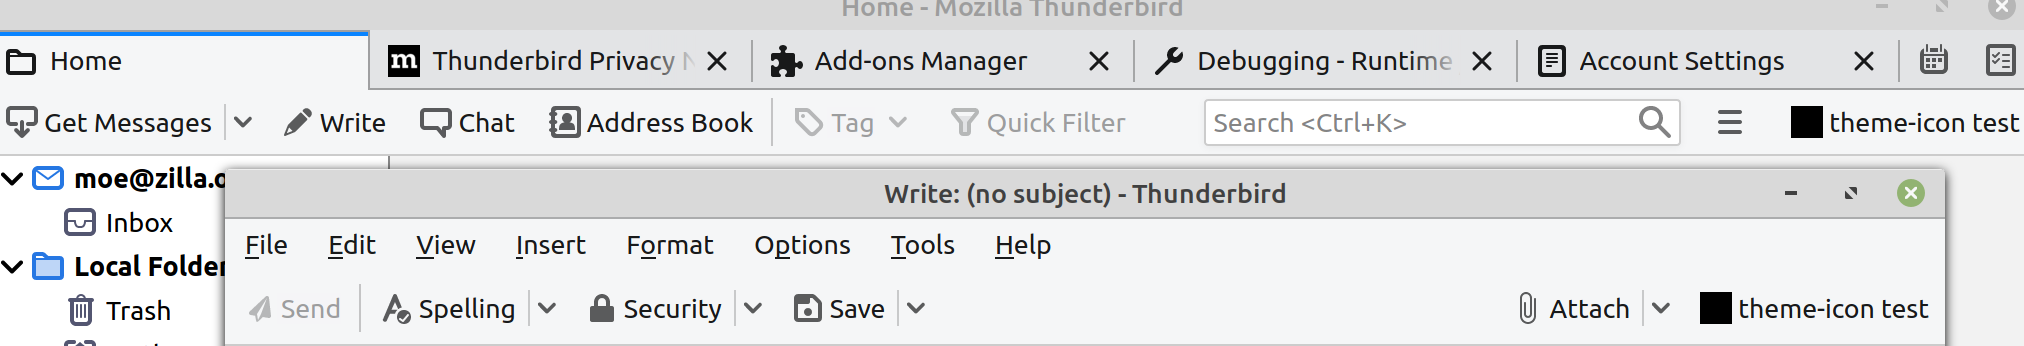 Home - Mozilla Thunderbird
Home
Thunderbird Privacy
Add-ons Manager
Debugging - Runtime
Account Settings
Get Messages
Write
Chat
Address Book
Tag
Quick Filter
Search <Ctrl+K>
theme-icon test
moe@zilla.o
Inbox
Local Folder
Trash
Write: (no subject) - Thunderbird
File Edit View Insert Format Options Tools Help
Send
Spelling
Security
Save
Attach
theme-icon test